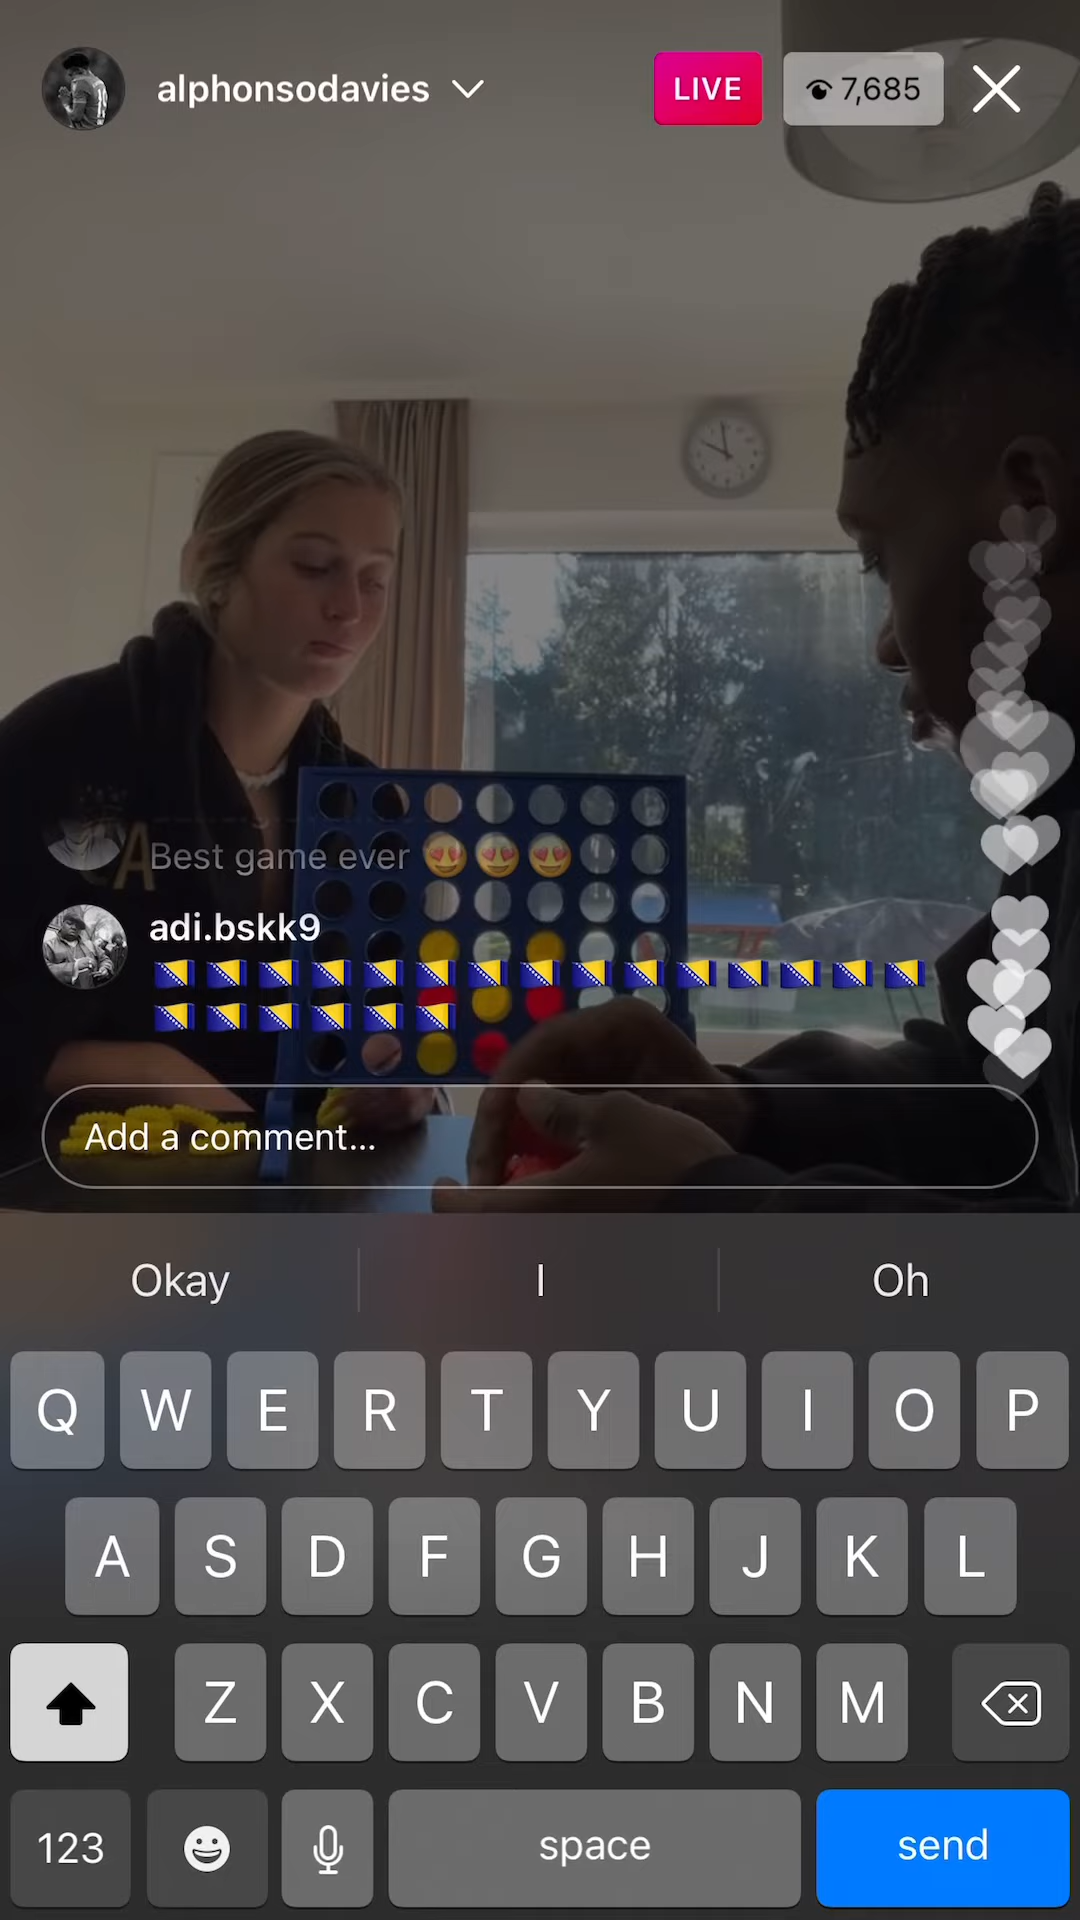 alphonsodavies
LIVE
7,685
Best game ever 😍😍😍
adi.bskk9
🇧🇦🇧🇦🇧🇦🇧🇦🇧🇦🇧🇦🇧🇦🇧🇦🇧🇦🇧🇦🇧🇦🇧🇦🇧🇦🇧🇦🇧🇦
🇧🇦🇧🇦🇧🇦🇧🇦🇧🇦🇧🇦
Add a comment...
Okay I Oh
Q W E R T Y U I O P
A S D F G H J K L
Z X C V B N M
123 space send